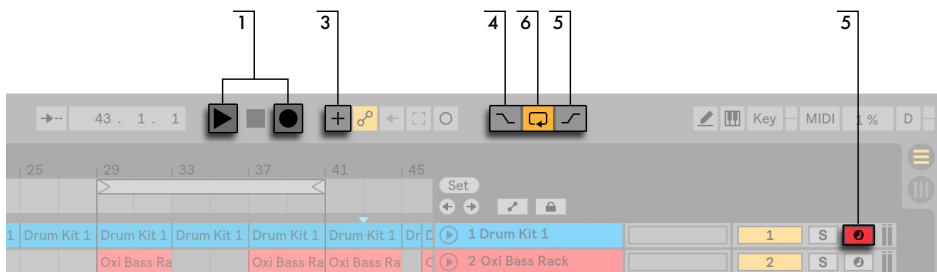 1 3 4 6 5 5
43 . 1 . 1 Key MIDI 1 % D
25 29 33 37 41 45
Set
1 Drum Kit 1 Drum Kit 1 Drum Kit 1 Drum Kit 1 Drum Kit 1 Dr D 1 Drum Kit 1 1 S
Oxi Bass Ra Oxi Bass Ra Oxi Bass Ra C 2 Oxi Bass Rack 2 S